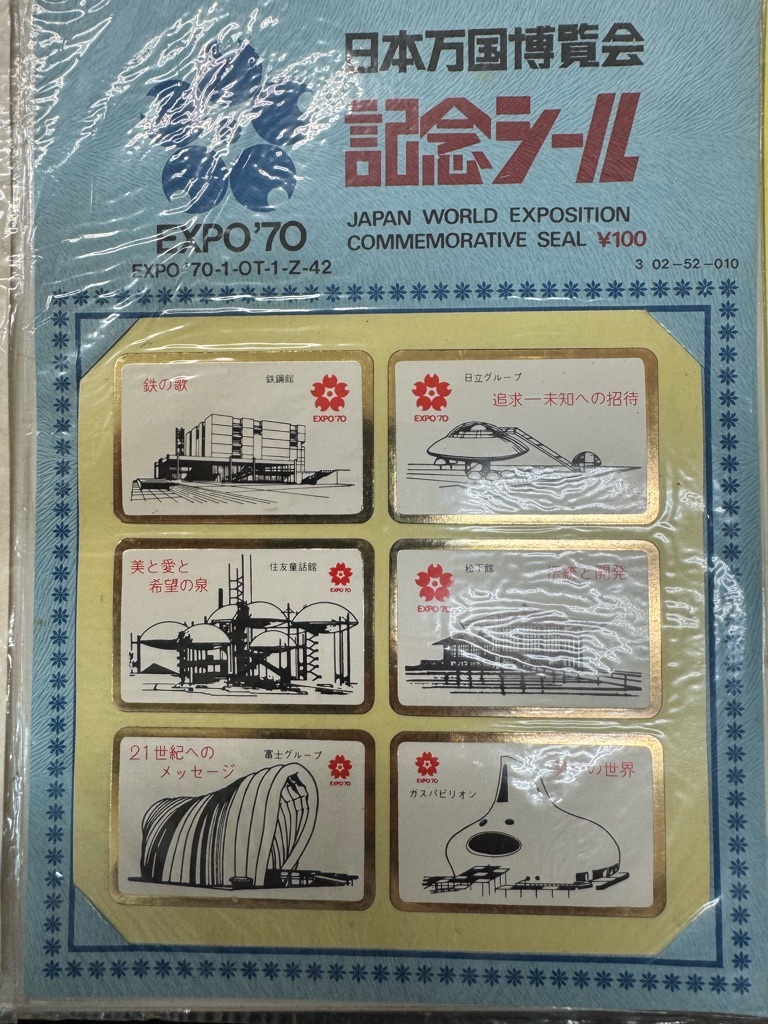 日本万国博覧会
記念シール
EXPO'70
JAPAN WORLD EXPOSITION
COMMEMORATIVE SEAL ¥100
EXPO '70-1-OT-1-Z-42
3 02-52-010
鉄の歌
鉄鋼館
EXPO'70
日立グループ
追求—未知への招待
EXPO'70
美と愛と
希望の泉
住友童話館
EXPO'70
松下館
伝統と開発
EXPO'70
21世紀への
メッセージ
富士グループ
EXPO'70
EXPO'70
ガスパビリオン
の世界